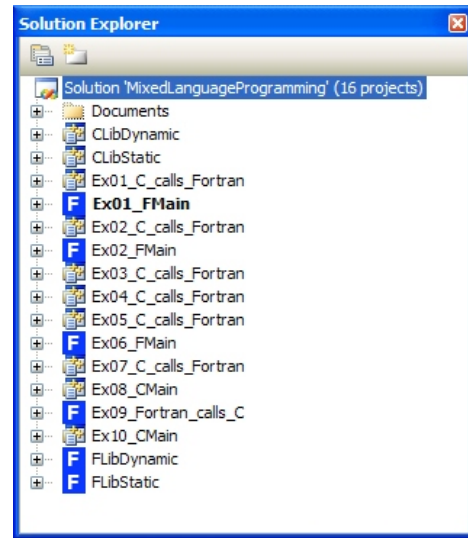 Solution Explorer
Solution 'MixedLanguageProgramming' (16 projects)
Documents
CLibDynamic
CLibStatic
Ex01_C_calls_Fortran
F Ex01_FMain
Ex02_C_calls_Fortran
F Ex02_FMain
Ex03_C_calls_Fortran
Ex04_C_calls_Fortran
Ex05_C_calls_Fortran
F Ex06_FMain
Ex07_C_calls_Fortran
Ex08_CMain
F Ex09_Fortran_calls_C
Ex10_CMain
F FLibDynamic
F FLibStatic